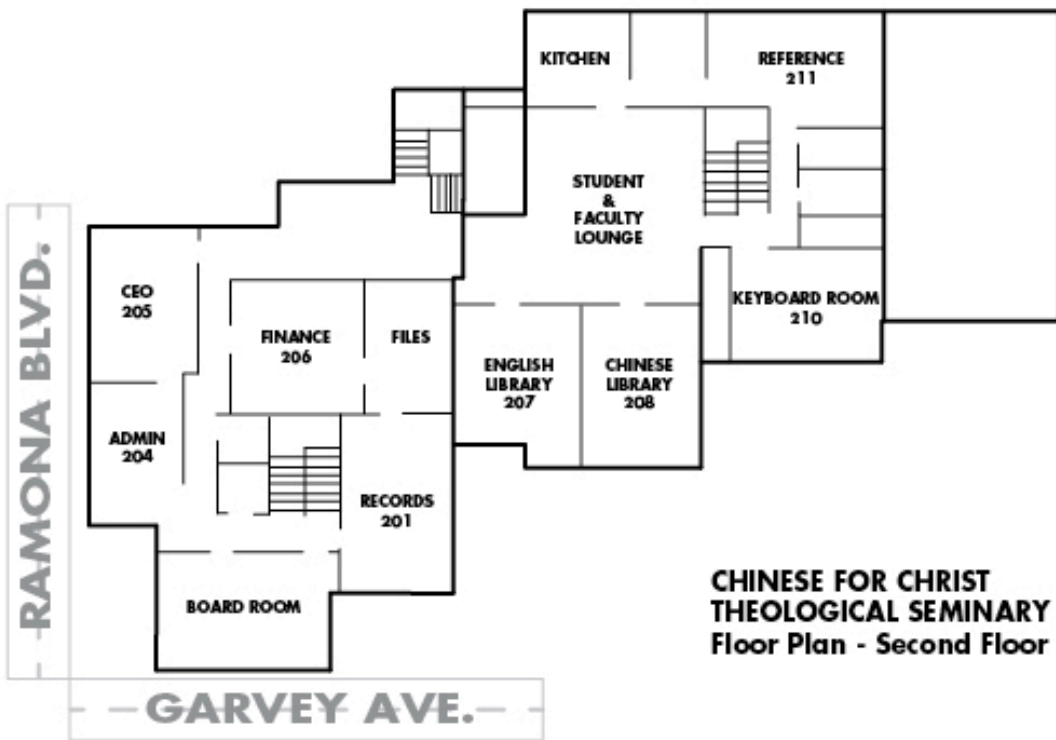 KITCHEN
REFERENCE
211
STUDENT
&
FACULTY
LOUNGE
CEO
205
FINANCE
206
FILES
KEYBOARD ROOM
210
ENGLISH
LIBRARY
207
CHINESE
LIBRARY
208
ADMIN
204
RECORDS
201
BOARD ROOM
RAMONA BLVD.
GARVEY AVE.
CHINESE FOR CHRIST
THEOLOGICAL SEMINARY
Floor Plan - Second Floor